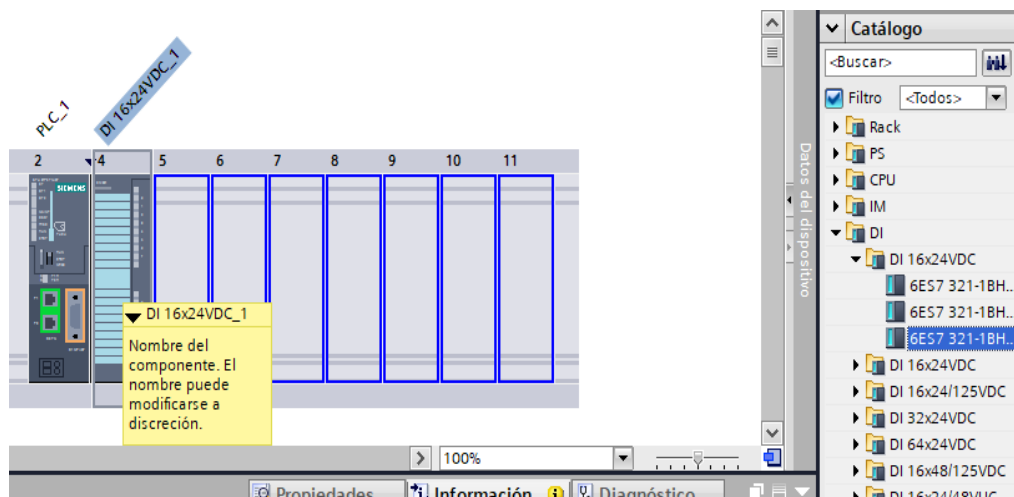 PLC_1
DI 16x24VDC_1
2
4
5
6
7
8
9
10
11
SIEMENS
DI 16x24VDC_1
Nombre del
componente. El
nombre puede
modificarse a
discreción.
100%
Propiedades
Información
Diagnóstico
Datos del dispositivo
Catálogo
<Buscar>
Filtro
<Todos>
Rack
PS
CPU
IM
DI
DI 16x24VDC
6ES7 321-1BH..
6ES7 321-1BH..
6ES7 321-1BH..
DI 16x24VDC
DI 16x24/125VDC
DI 32x24VDC
DI 64x24VDC
DI 16x48/125VDC